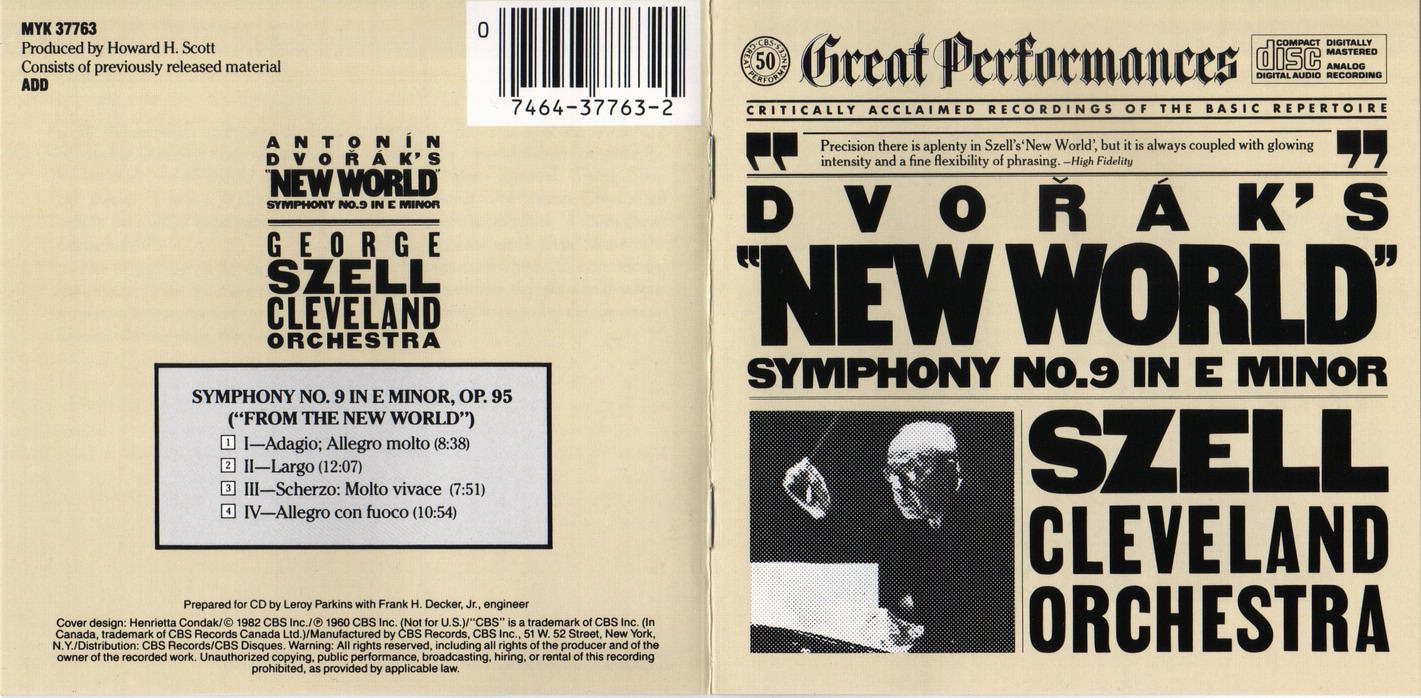 MYK 37763
Produced by Howard H. Scott
Consists of previously released material
ADD
0
7464-37763-2
ANTONÍN
DVOŘÁK'S
"NEW WORLD"
SYMPHONY NO.9 IN E MINOR
GEORGE
SZELL
CLEVELAND
ORCHESTRA
SYMPHONY NO. 9 IN E MINOR, OP. 95
(“FROM THE NEW WORLD”)
1 I—Adagio; Allegro molto (8:38)
2 II—Largo (12:07)
3 III—Scherzo: Molto vivace (7:51)
4 IV—Allegro con fuoco (10:54)
Prepared for CD by Leroy Parkins with Frank H. Decker, Jr., engineer
Cover design: Henrietta Condak/© 1982 CBS Inc./℗ 1960 CBS Inc. (Not for U.S.)/“CBS” is a trademark of CBS Inc. (In
Canada, trademark of CBS Records Canada Ltd.)/Manufactured by CBS Records, CBS Inc., 51 W. 52 Street, New York,
N.Y./Distribution: CBS Records/CBS Disques. Warning: All rights reserved, including all rights of the producer and of the
owner of the recorded work. Unauthorized copying, public performance, broadcasting, hiring, or rental of this recording
prohibited, as provided by applicable law.
CBS GREAT PERFORMANCES 50
Great Performances
COMPACT disc DIGITAL AUDIO
DIGITALLY
MASTERED
ANALOG
RECORDING
CRITICALLY ACCLAIMED RECORDINGS OF THE BASIC REPERTOIRE
Precision there is aplenty in Szell's ‘New World’, but it is always coupled with glowing
intensity and a fine flexibility of phrasing. –High Fidelity
DVOŘÁK'S
“NEW WORLD”
SYMPHONY NO.9 IN E MINOR
SZELL
CLEVELAND
ORCHESTRA